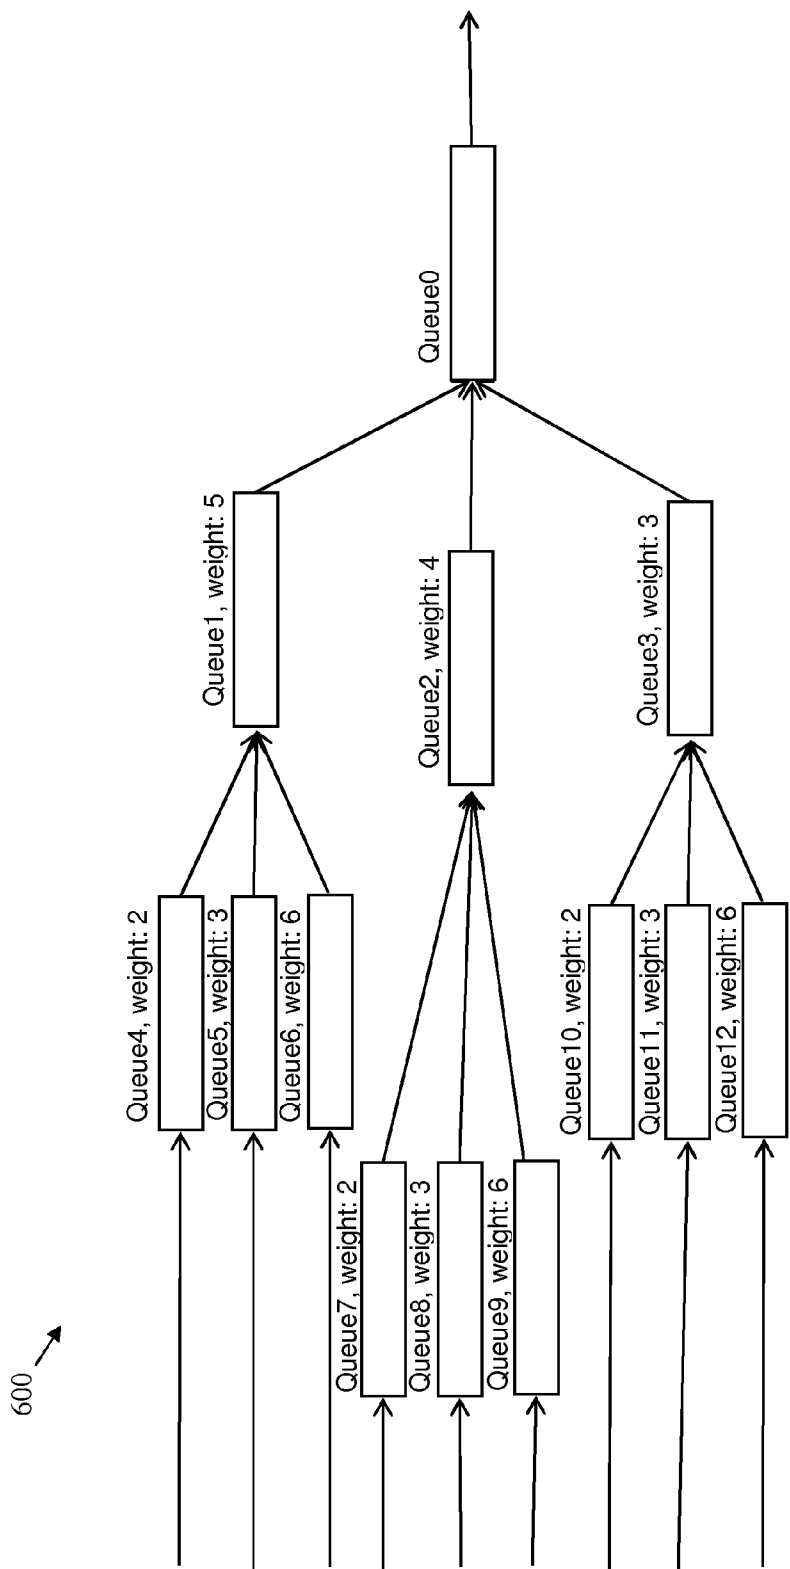 600
Queue4, weight: 2
Queue5, weight: 3
Queue6, weight: 6
Queue7, weight: 2
Queue8, weight: 3
Queue9, weight: 6
Queue10, weight: 2
Queue11, weight: 3
Queue12, weight: 6
Queue1, weight: 5
Queue2, weight: 4
Queue3, weight: 3
Queue0